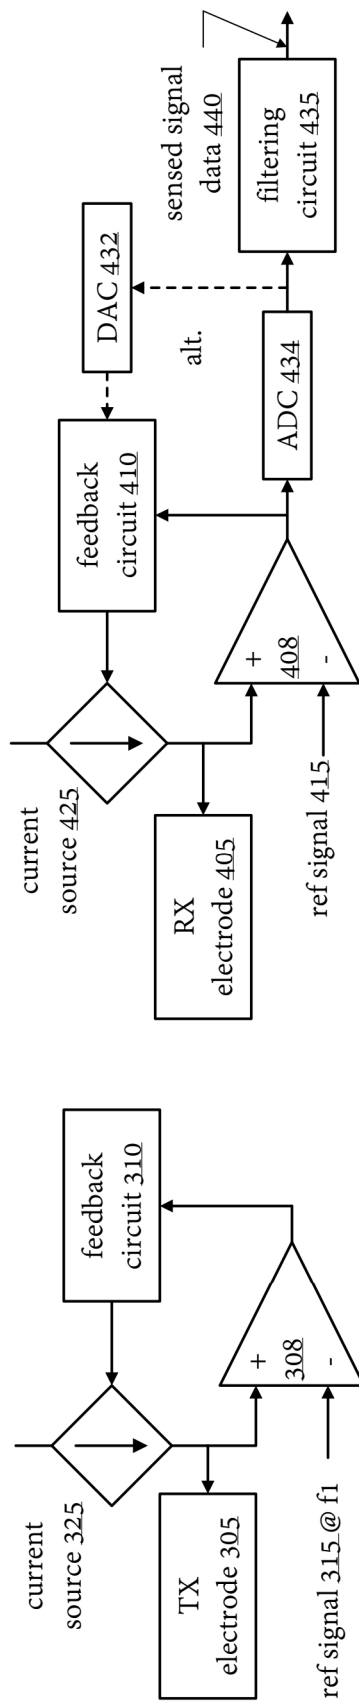 current
source 325
TX
electrode 305
feedback
circuit 310
+
308
-
ref signal 315 @ f1
current
source 425
RX
electrode 405
feedback
circuit 410
DAC 432
alt.
+
408
-
ref signal 415
ADC 434
sensed signal
data 440
filtering
circuit 435